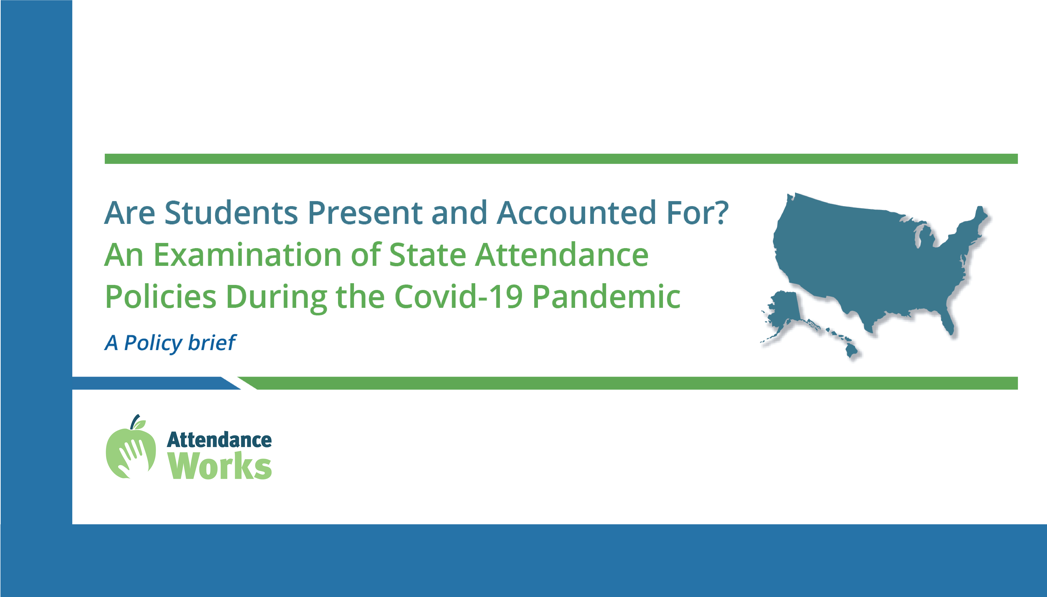 Are Students Present and Accounted For?
An Examination of State Attendance
Policies During the Covid-19 Pandemic
A Policy brief
Attendance
Works